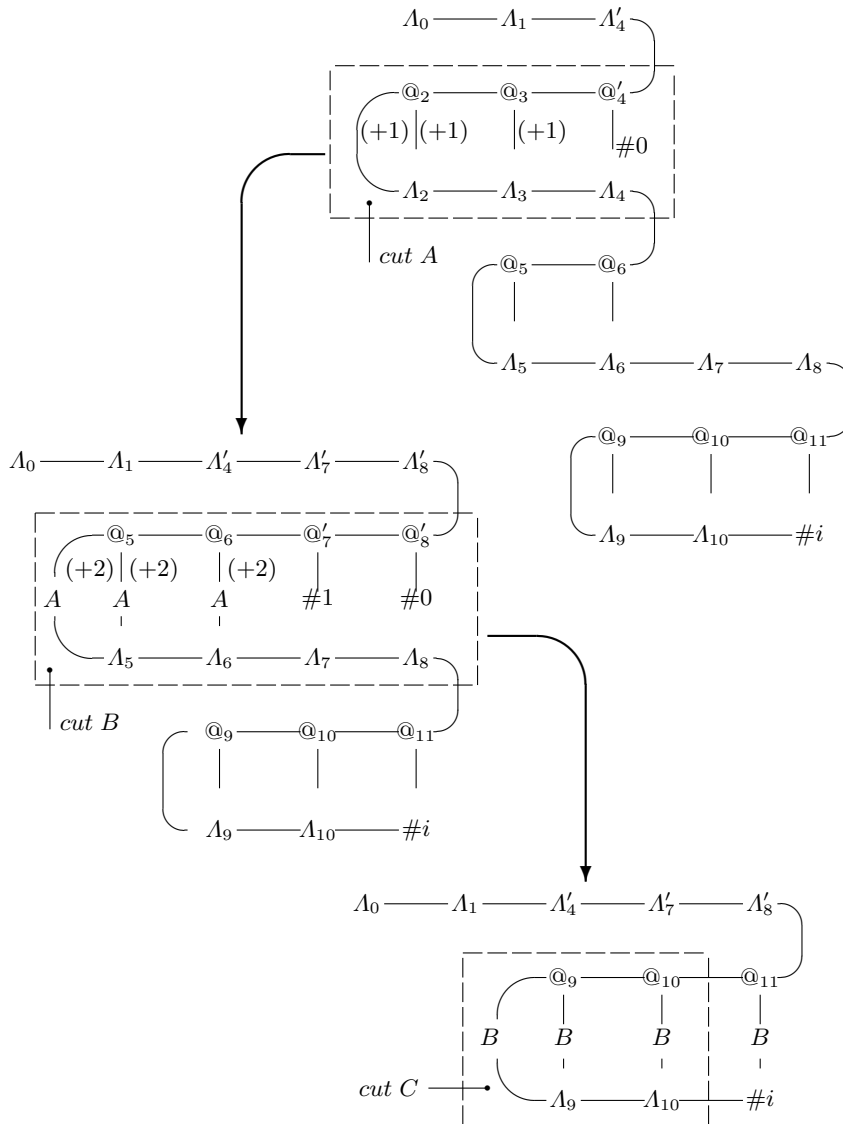 Λ₀ Λ₁ Λ′₄
@₂ @₃ @′₄
(+1) (+1) (+1) #0
Λ₂ Λ₃ Λ₄
cut A
@₅ @₆
Λ₅ Λ₆ Λ₇ Λ₈
@₉ @₁₀ @₁₁
Λ₉ Λ₁₀ #i
Λ₀ Λ₁ Λ′₄ Λ′₇ Λ′₈
@₅ @₆ @′₇ @′₈
(+2) (+2) (+2)
A A A #1 #0
Λ₅ Λ₆ Λ₇ Λ₈
cut B
@₉ @₁₀ @₁₁
Λ₉ Λ₁₀ #i
Λ₀ Λ₁ Λ′₄ Λ′₇ Λ′₈
@₉ @₁₀ @₁₁
B B B B
cut C
Λ₉ Λ₁₀ #i